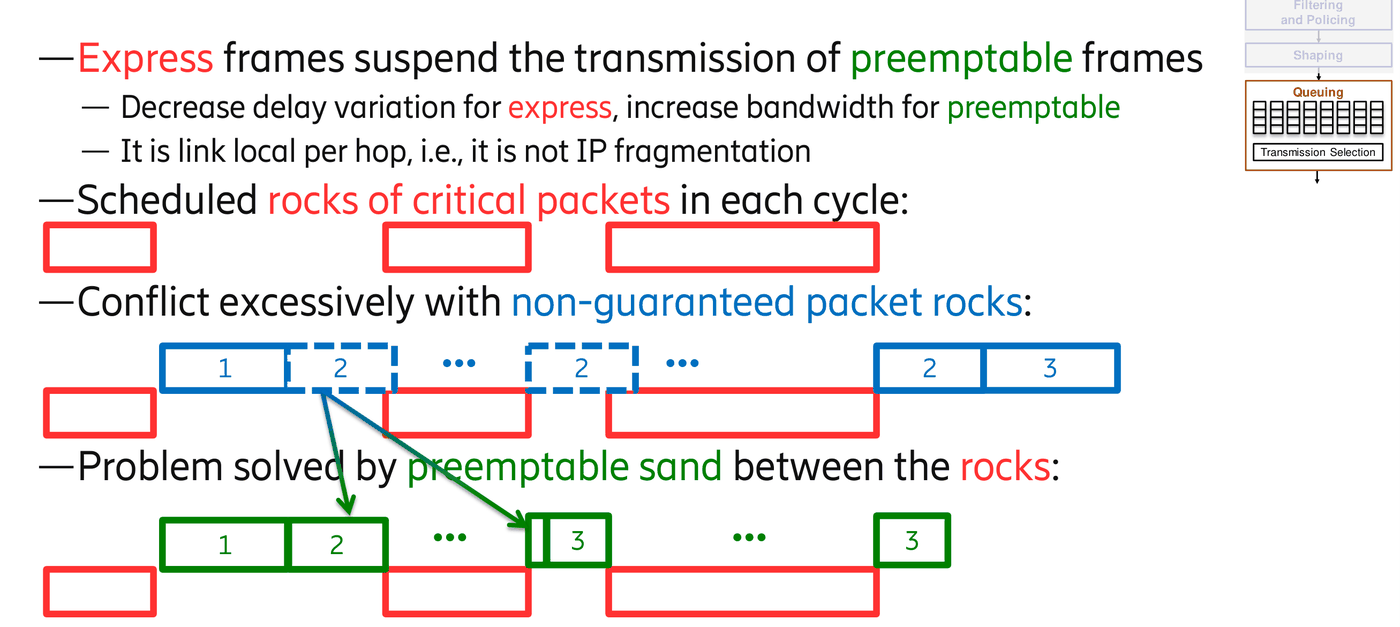 —Express frames suspend the transmission of preemptable frames
— Decrease delay variation for express, increase bandwidth for preemptable
— It is link local per hop, i.e., it is not IP fragmentation
—Scheduled rocks of critical packets in each cycle:
—Conflict excessively with non-guaranteed packet rocks:
1 2 ... 2 ... 2 3
—Problem solved by preemptable sand between the rocks:
1 2 ... 3 ... 3
Filtering
and Policing
Shaping
Queuing
Transmission Selection